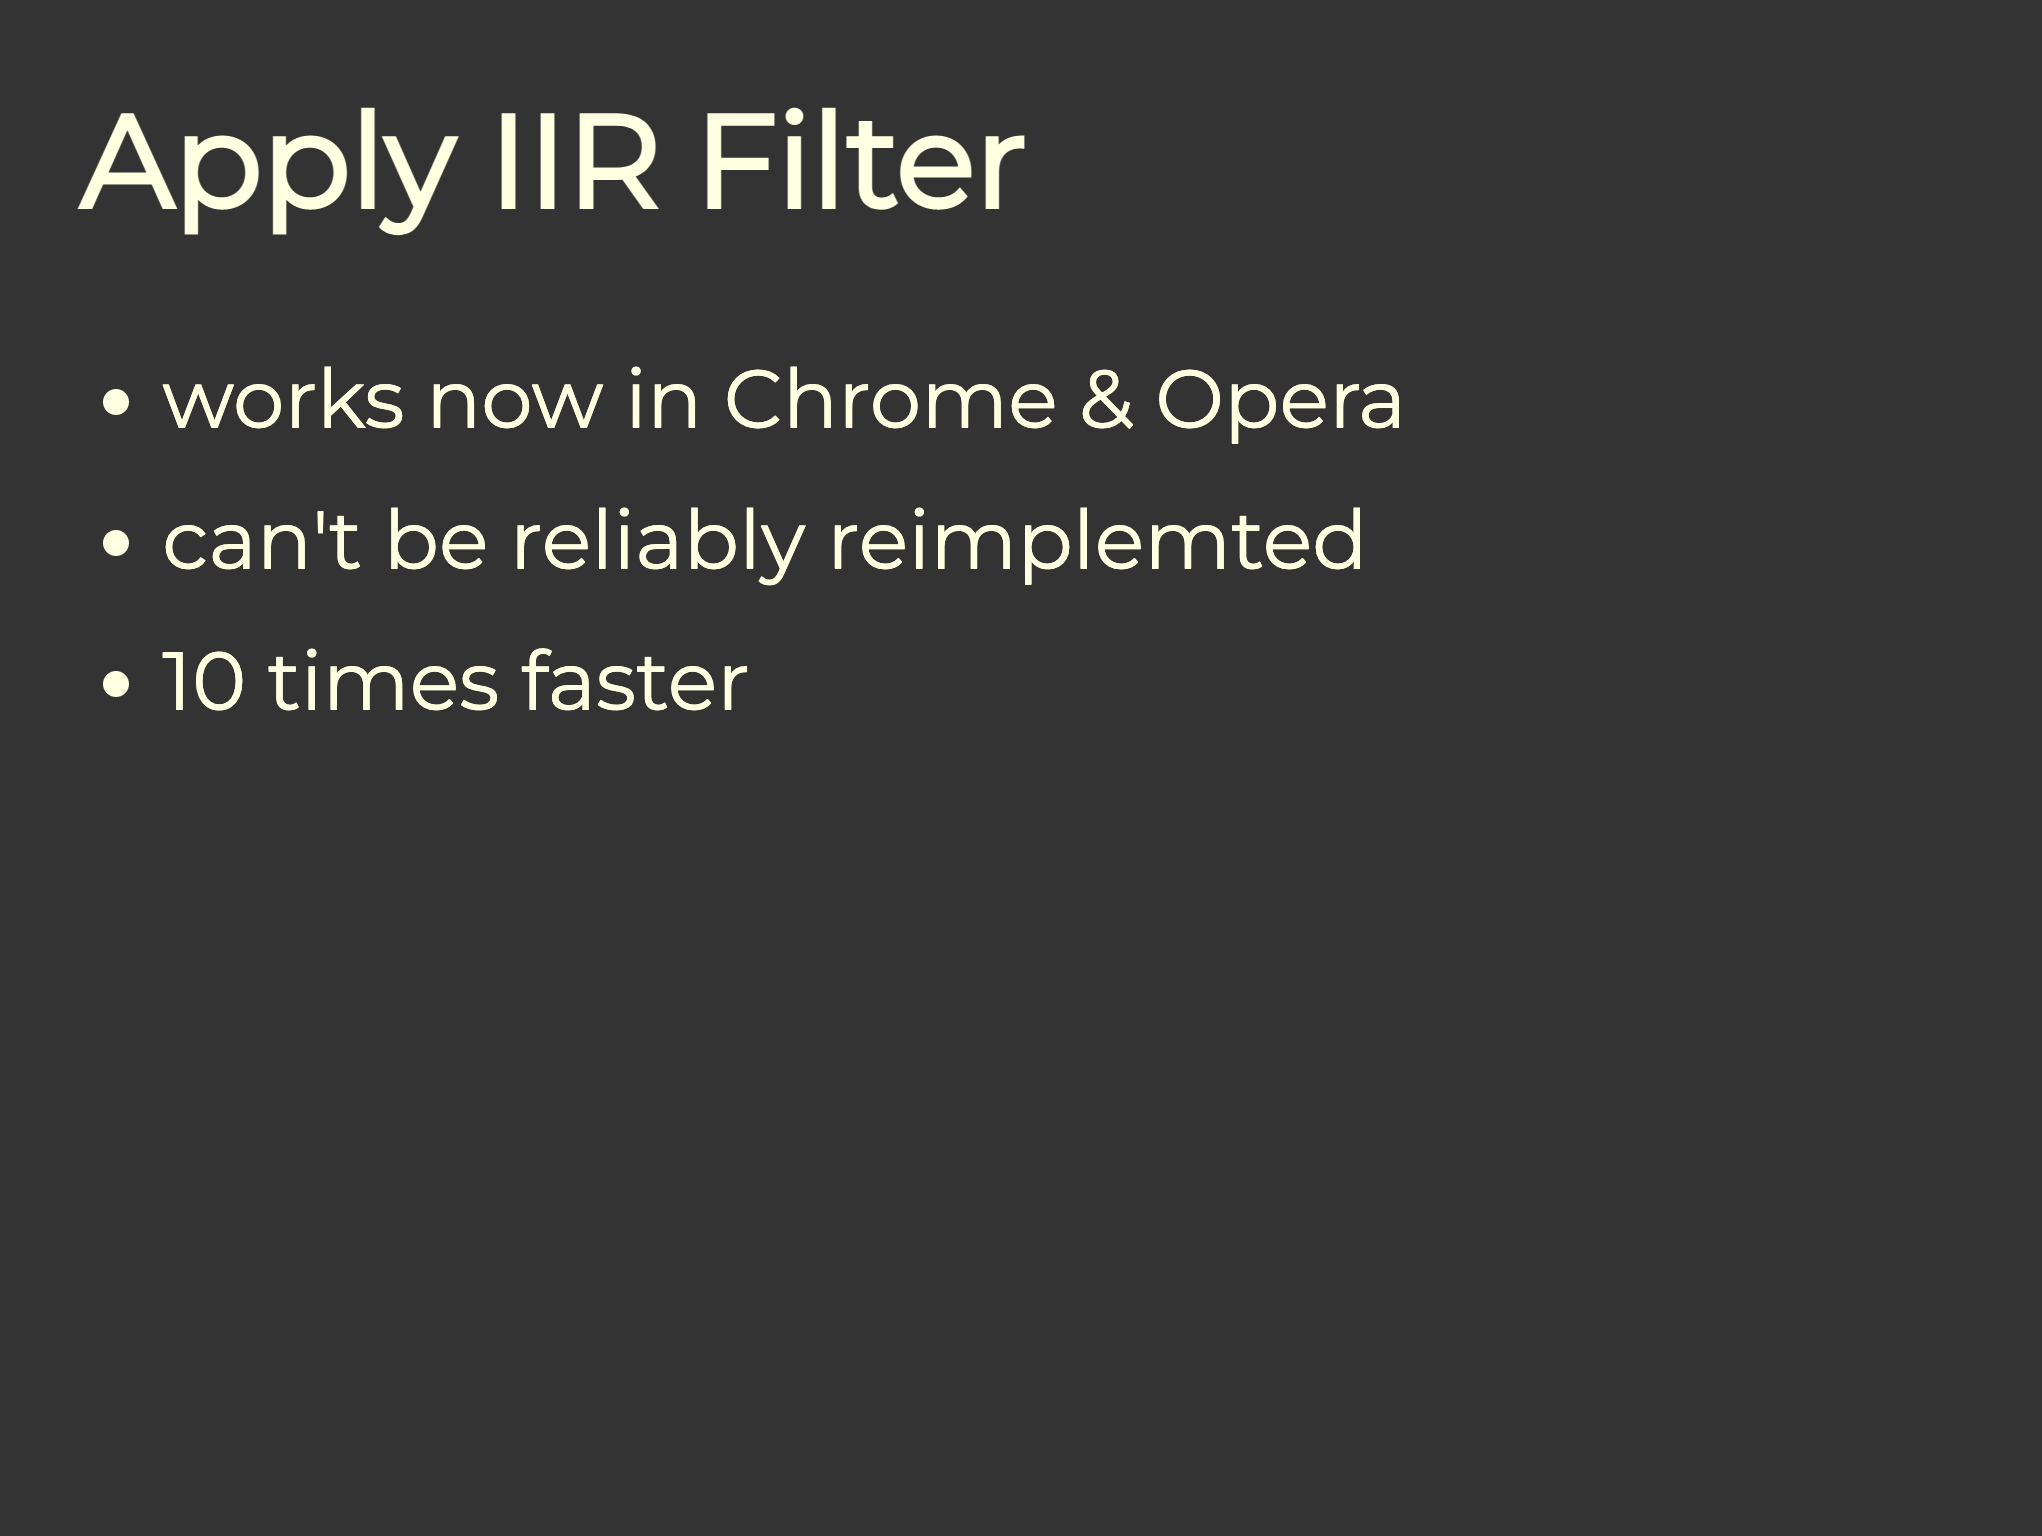 Apply IIR Filter
• works now in Chrome & Opera
• can't be reliably reimplemted
• 10 times faster